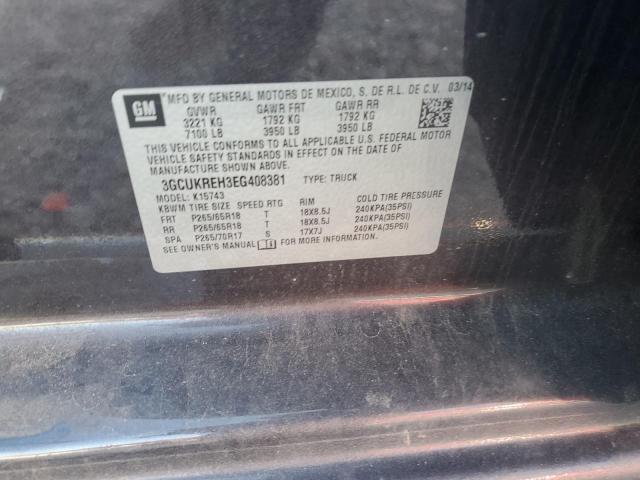 GM MFD BY GENERAL MOTORS DE MEXICO, S. DE R.L. DE C.V. 03/14
GVWR GAWR FRT GAWR RR
3221 KG 1792 KG 1792 KG
7100 LB 3950 LB 3950 LB
THIS VEHICLE CONFORMS TO ALL APPLICABLE U.S. FEDERAL MOTOR
VEHICLE SAFETY STANDARDS IN EFFECT ON THE DATE OF
MANUFACTURE SHOWN ABOVE.
3GCUKREH3EG408381 TYPE: TRUCK
MODEL: K15743
KBWM TIRE SIZE SPEED RTG RIM COLD TIRE PRESSURE
FRT P265/65R18 T 18X8.5J 240KPA(35PSI)
RR P265/65R18 T 18X8.5J 240KPA(35PSI)
SPA P265/70R17 S 17X7J 240KPA(35PSI)
SEE OWNER'S MANUAL FOR MORE INFORMATION.